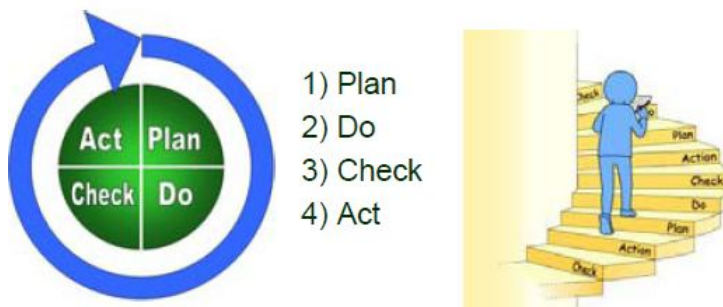 Act Plan
Check Do
1) Plan
2) Do
3) Check
4) Act
Check
Do
Plan
Action
Check
Do
Plan
Action
Check